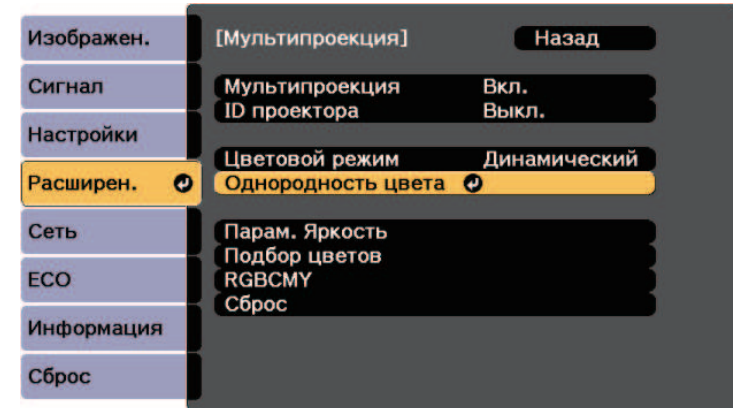 Изображен.
Сигнал
Настройки
Расширен.
Сеть
ECO
Информация
Сброс
[Мультипроекция] Назад
Мультипроекция Вкл.
ID проектора Выкл.
Цветовой режим Динамический
Однородность цвета
Парам. Яркость
Подбор цветов
RGBCMY
Сброс